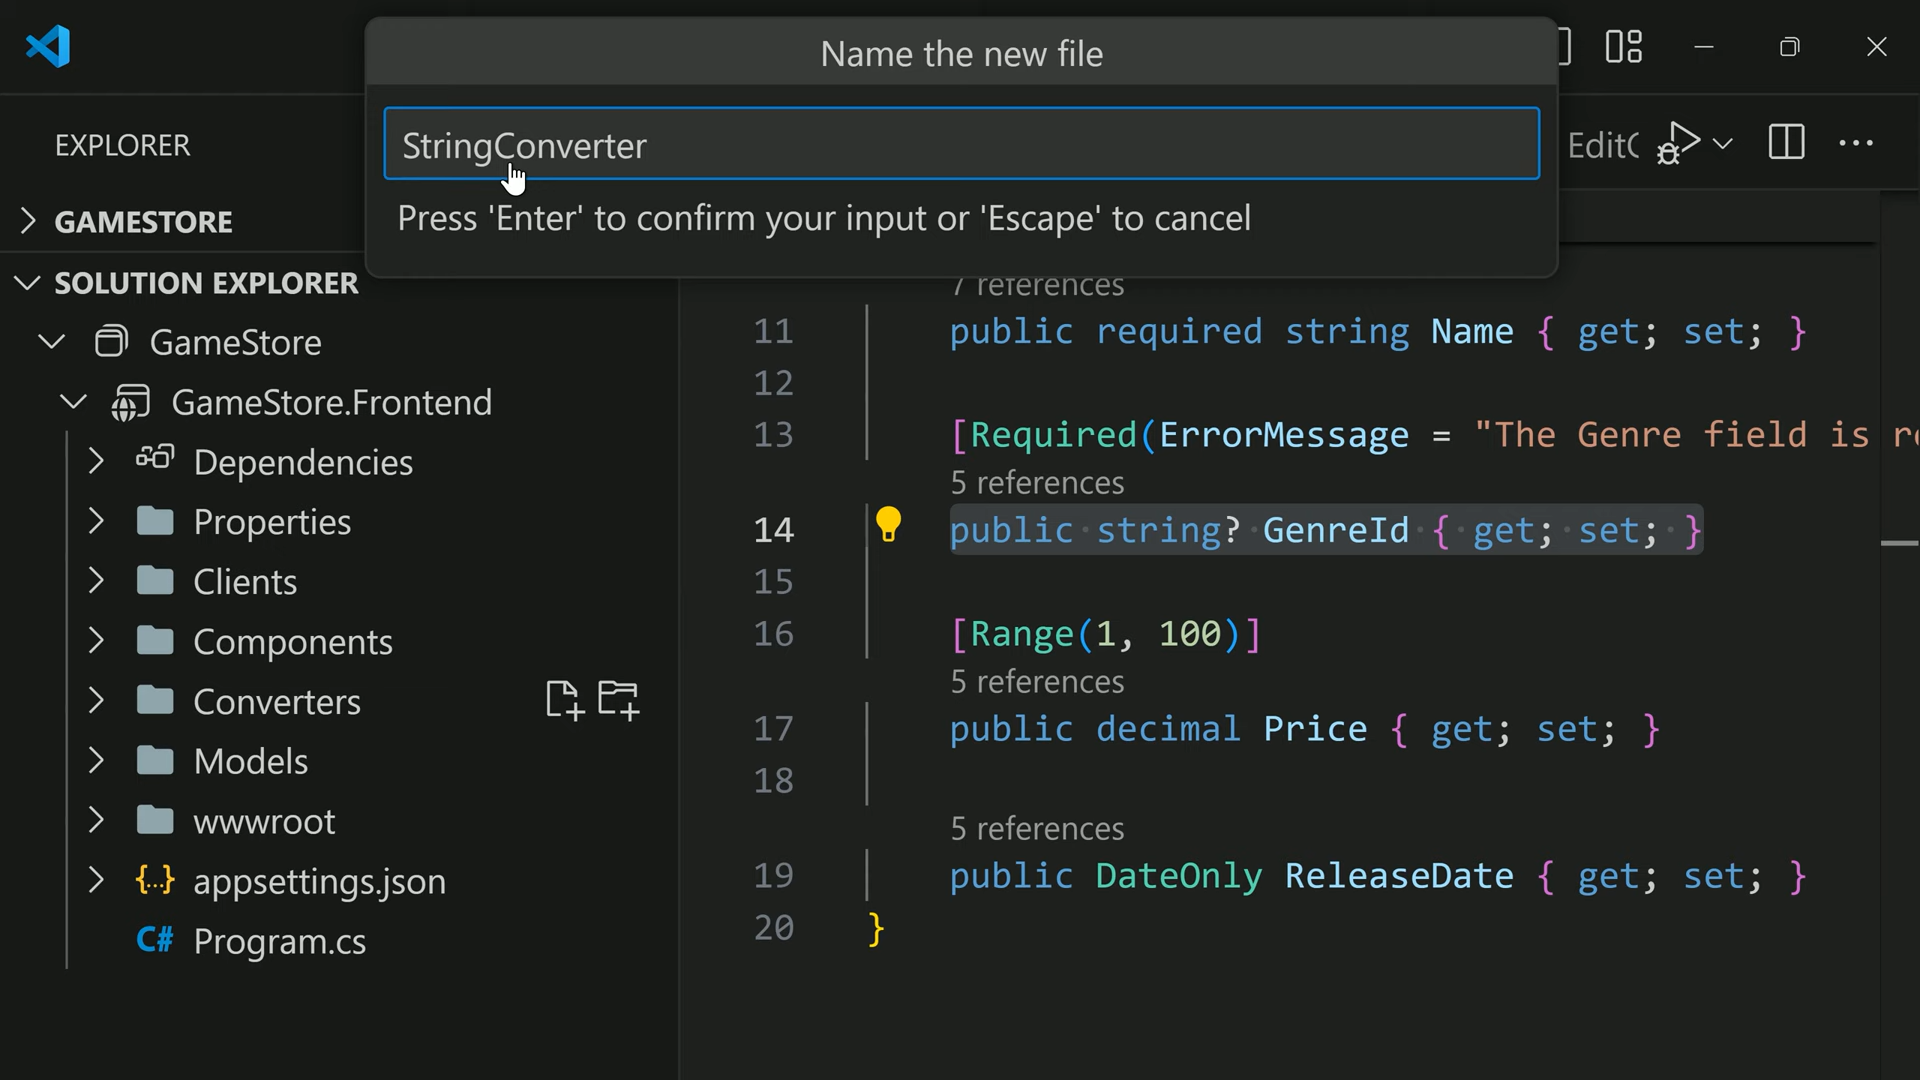 Name the new file
StringConverter
Press 'Enter' to confirm your input or 'Escape' to cancel
EXPLORER
GAMESTORE
SOLUTION EXPLORER
GameStore
GameStore.Frontend
Dependencies
Properties
Clients
Components
Converters
Models
wwwroot
{..} appsettings.json
C# Program.cs
Edit
7 references
11 public required string Name { get; set; }
12
13 [Required(ErrorMessage = "The Genre field is
5 references
14 public string? GenreId { get; set; }
15
16 [Range(1, 100)]
5 references
17 public decimal Price { get; set; }
18
5 references
19 public DateOnly ReleaseDate { get; set; }
20 }